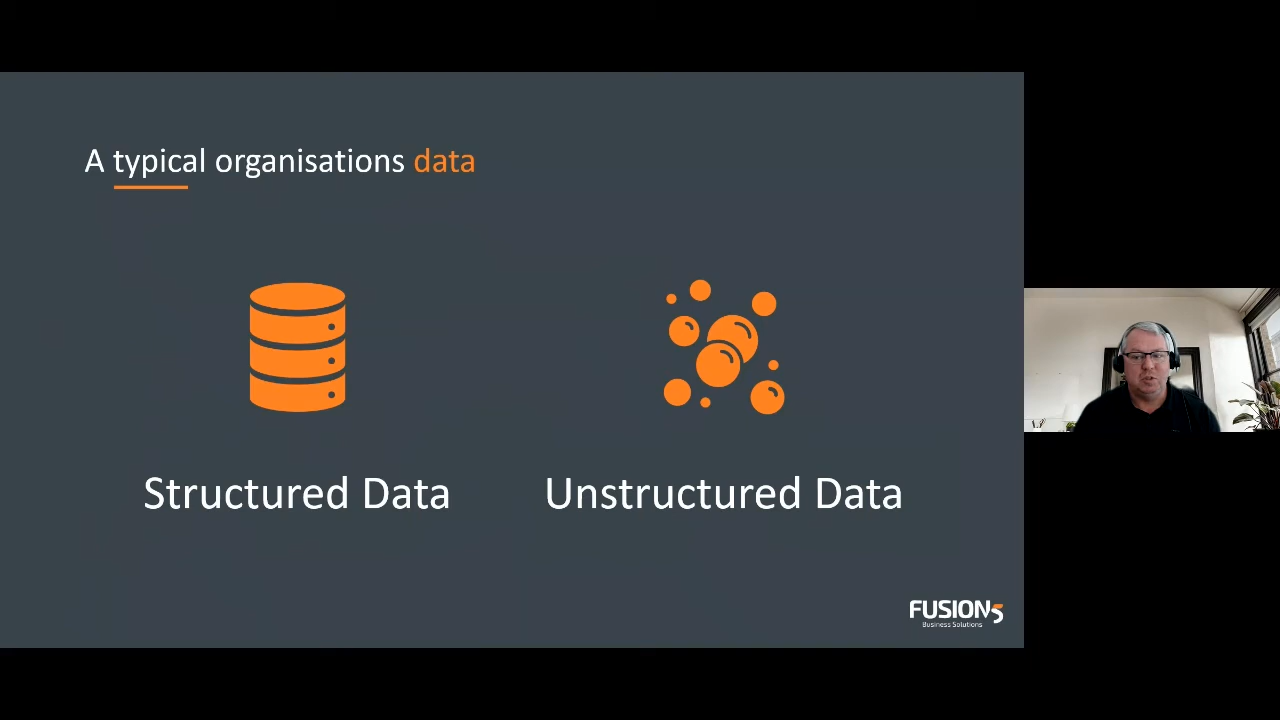 A typical organisations data
Structured Data
Unstructured Data
FUSION5
Business Solutions